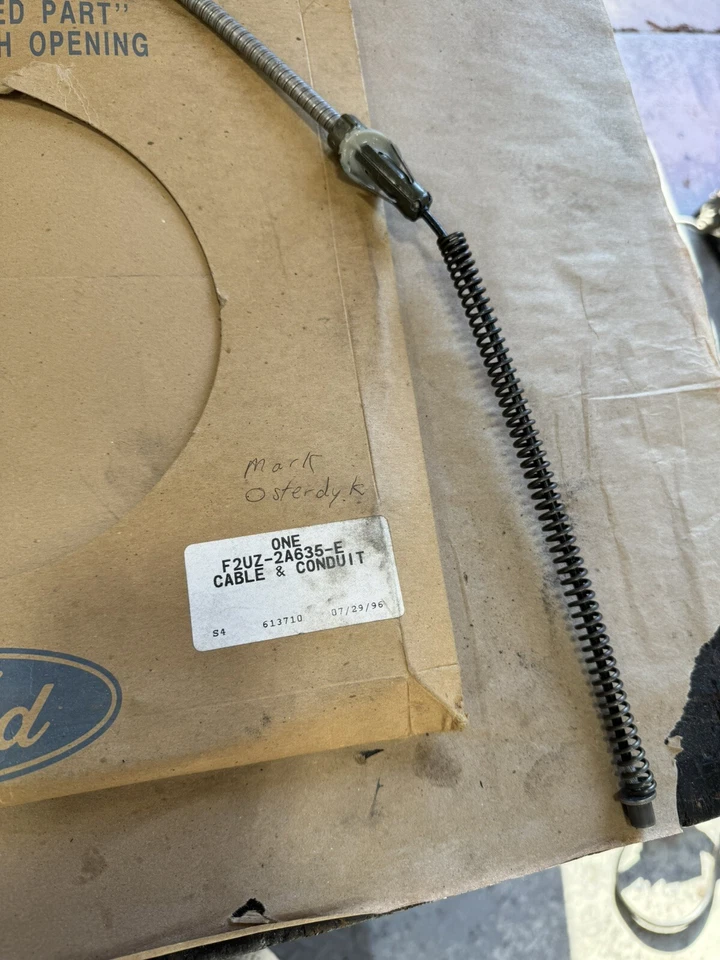 ED PART"
H OPENING
Mark
Osterdyk
ONE
F2UZ-2A635-E
CABLE & CONDUIT
S4 613710 07/29/96
d